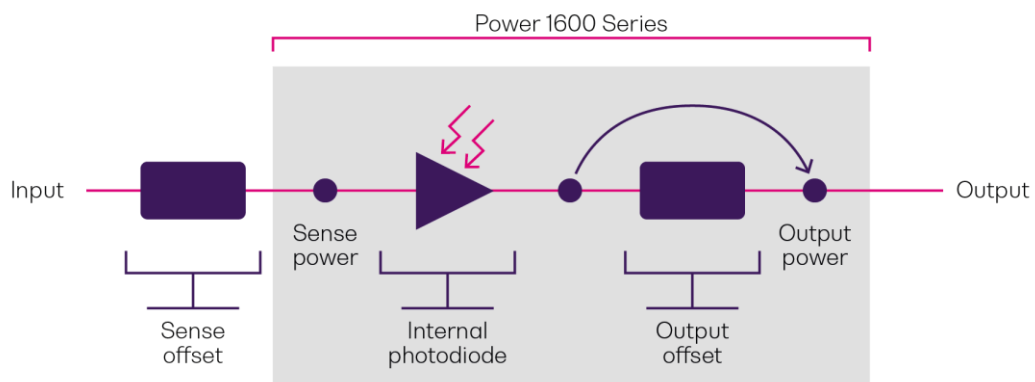 Power 1600 Series
Input
Output
Sense
power
Output
power
Sense
offset
Internal
photodiode
Output
offset